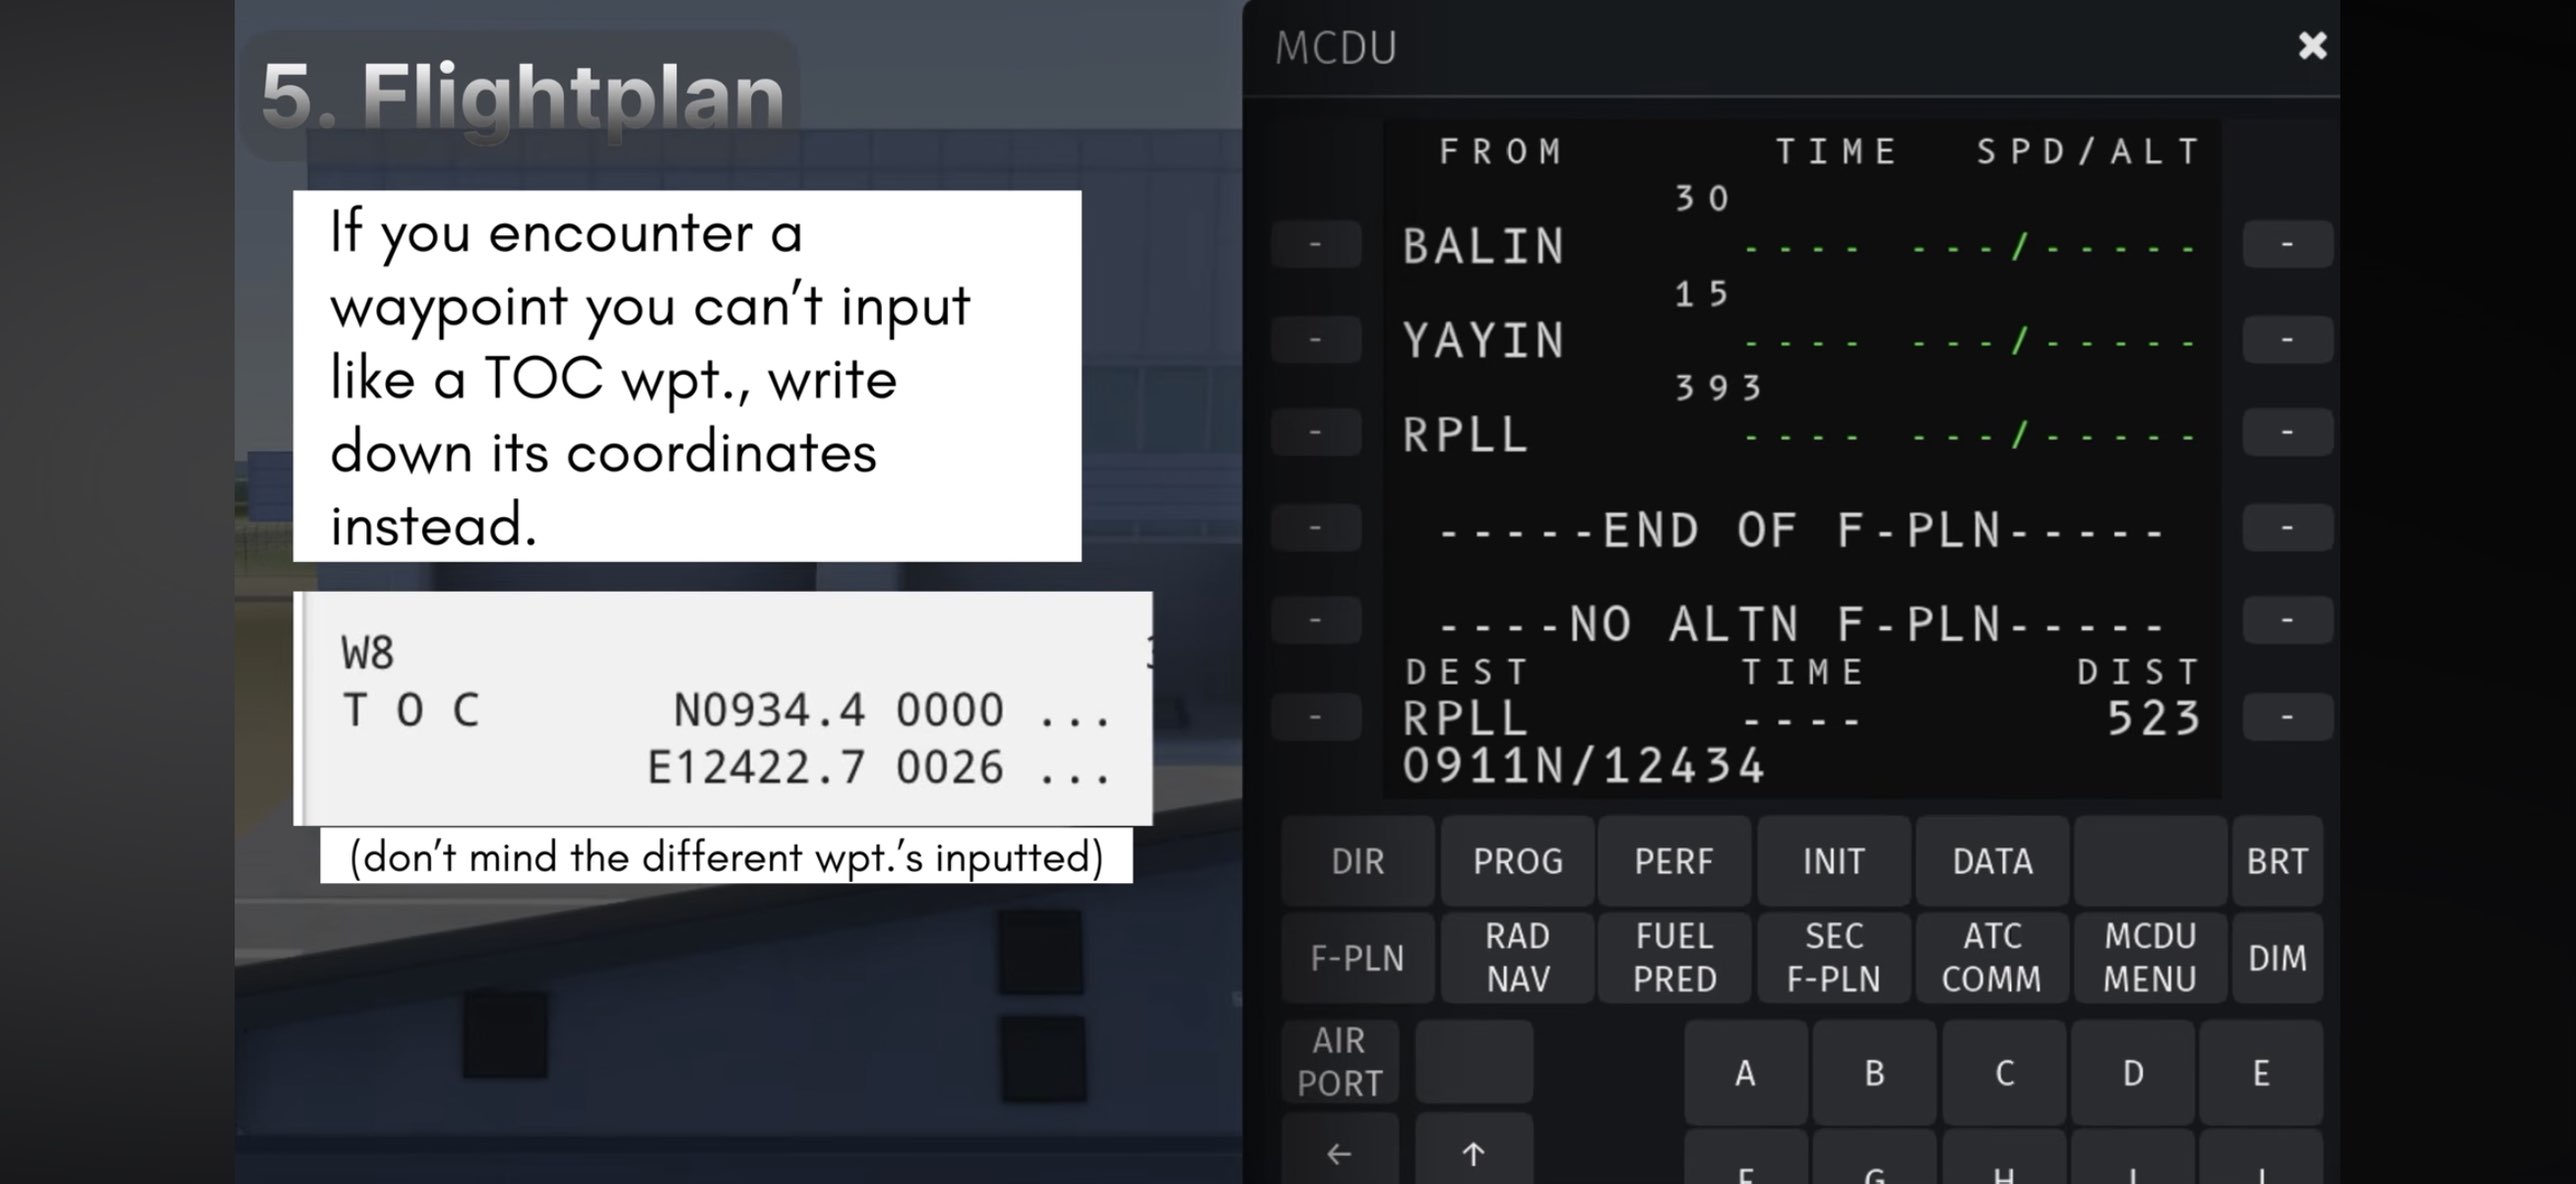 5. Flightplan
If you encounter a
waypoint you can't input
like a TOC wpt., write
down its coordinates
instead.
W8
T O C N0934.4 0000 ...
E12422.7 0026 ...
(don't mind the different wpt.'s inputted)
MCDU ×
FROM TIME SPD/ALT
30
- BALIN ---- ---/----- -
15
- YAYIN ---- ---/----- -
393
- RPLL ---- ---/----- -
- -----END OF F-PLN----- -
- ----NO ALTN F-PLN----- -
DEST TIME DIST
- RPLL ---- 523 -
0911N/12434
DIR PROG PERF INIT DATA BRT
F-PLN RAD NAV FUEL PRED SEC F-PLN ATC COMM MCDU MENU DIM
AIR PORT A B C D E
← ↑